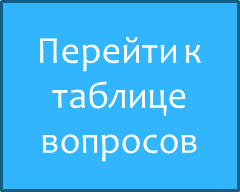 Перейти к
таблице
вопросов